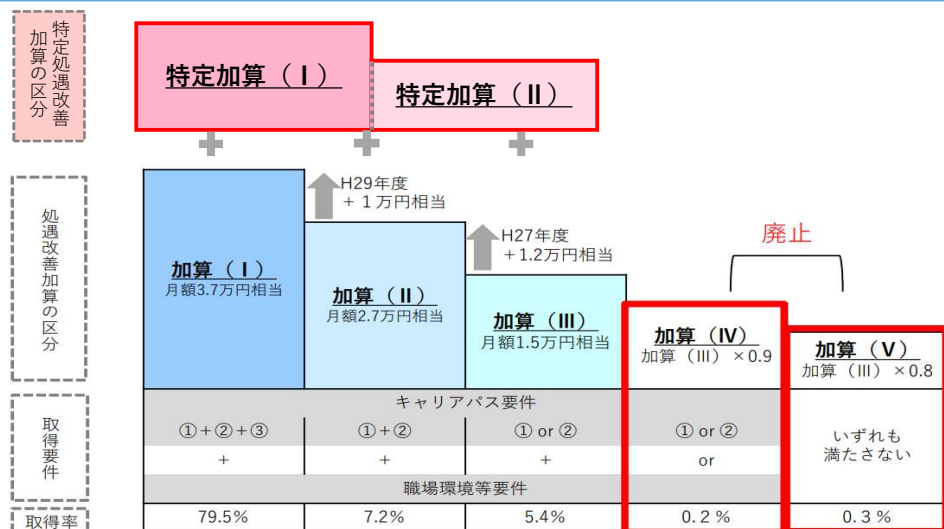 特定処遇改善
加算の区分
特定加算(Ⅰ)
特定加算(Ⅱ)
処遇改善加算の区分
H29年度
+1万円相当
H27年度
+1.2万円相当
廃止
加算(Ⅰ)
月額3.7万円相当
加算(Ⅱ)
月額2.7万円相当
加算(Ⅲ)
月額1.5万円相当
加算(Ⅳ)
加算(Ⅲ)×0.9
加算(Ⅴ)
加算(Ⅲ)×0.8
取得要件
キャリアパス要件
①+②+③
①+②
① or ②
① or ②
いずれも
満たさない
+
+
+
or
職場環境等要件
取得率
79.5%
7.2%
5.4%
0.2%
0.3%